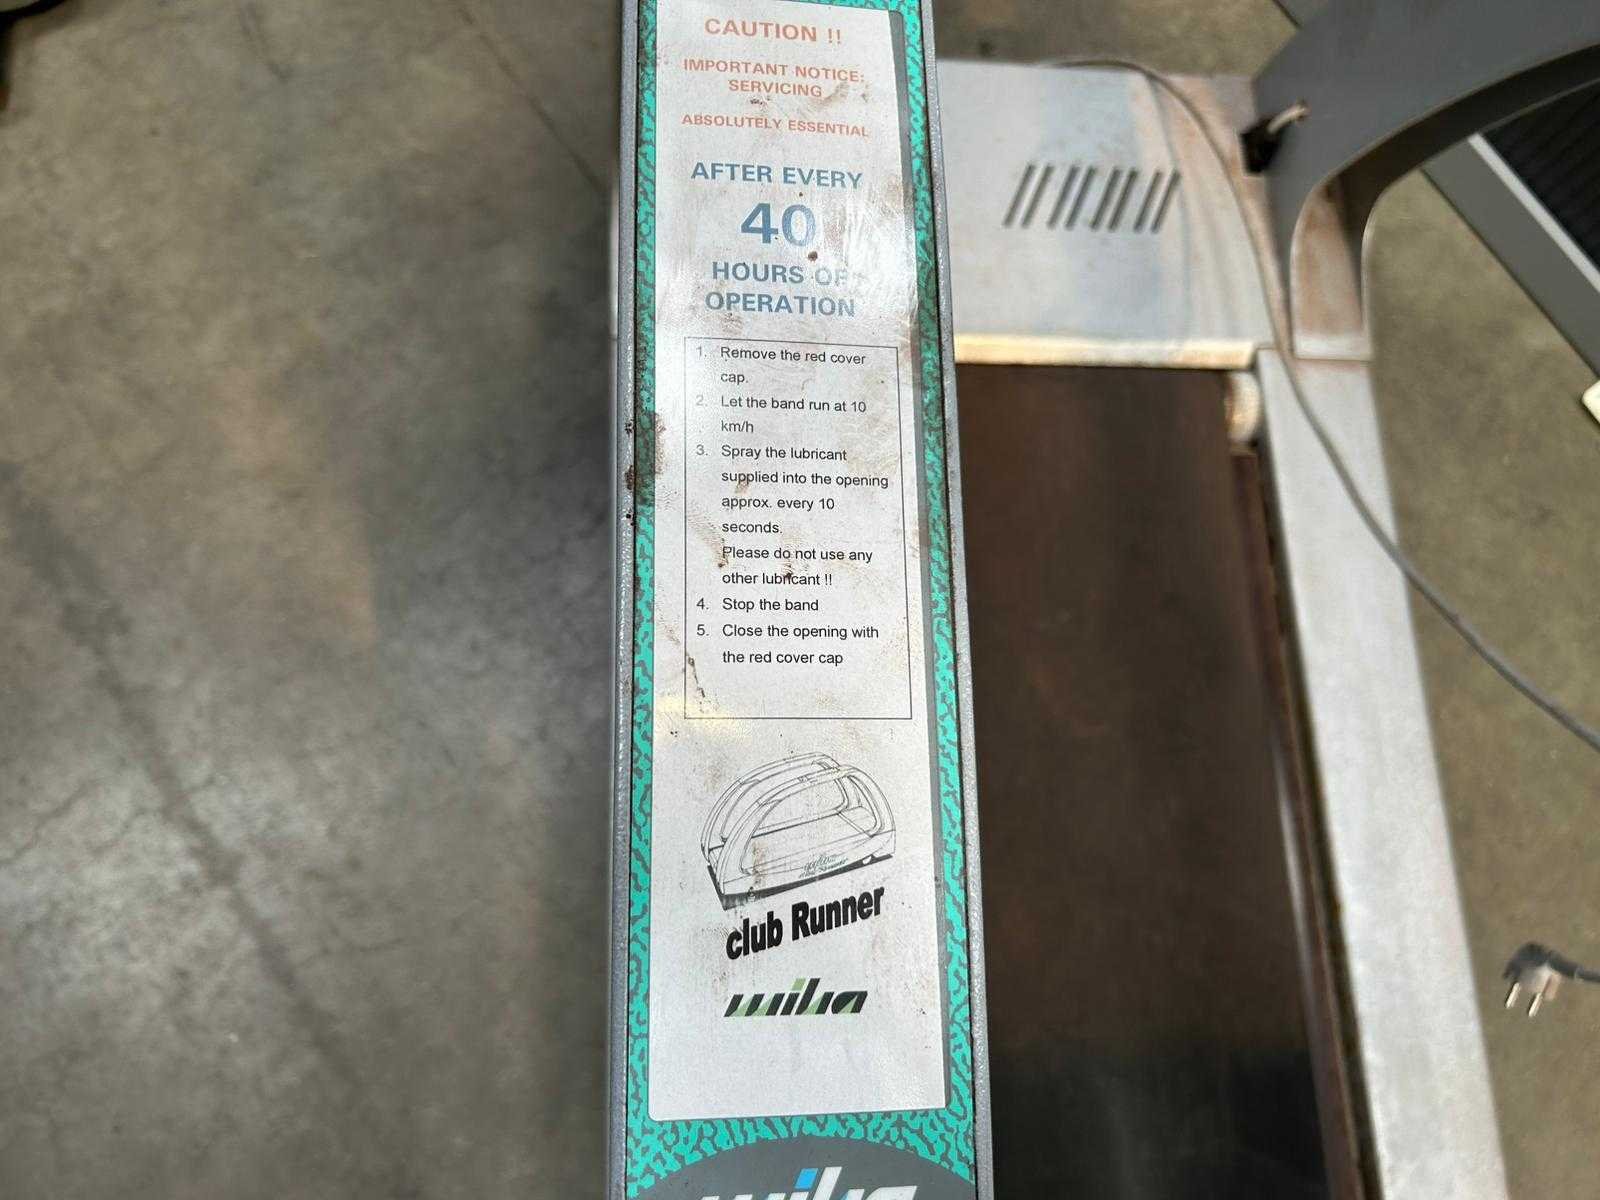 CAUTION !!
IMPORTANT NOTICE:
SERVICING
ABSOLUTELY ESSENTIAL
AFTER EVERY
40
HOURS OF
OPERATION
1. Remove the red cover
cap.
2. Let the band run at 10
km/h
3. Spray the lubricant
supplied into the opening
approx. every 10
seconds.
Please do not use any
other lubricant !!
4. Stop the band
5. Close the opening with
the red cover cap
club Runner